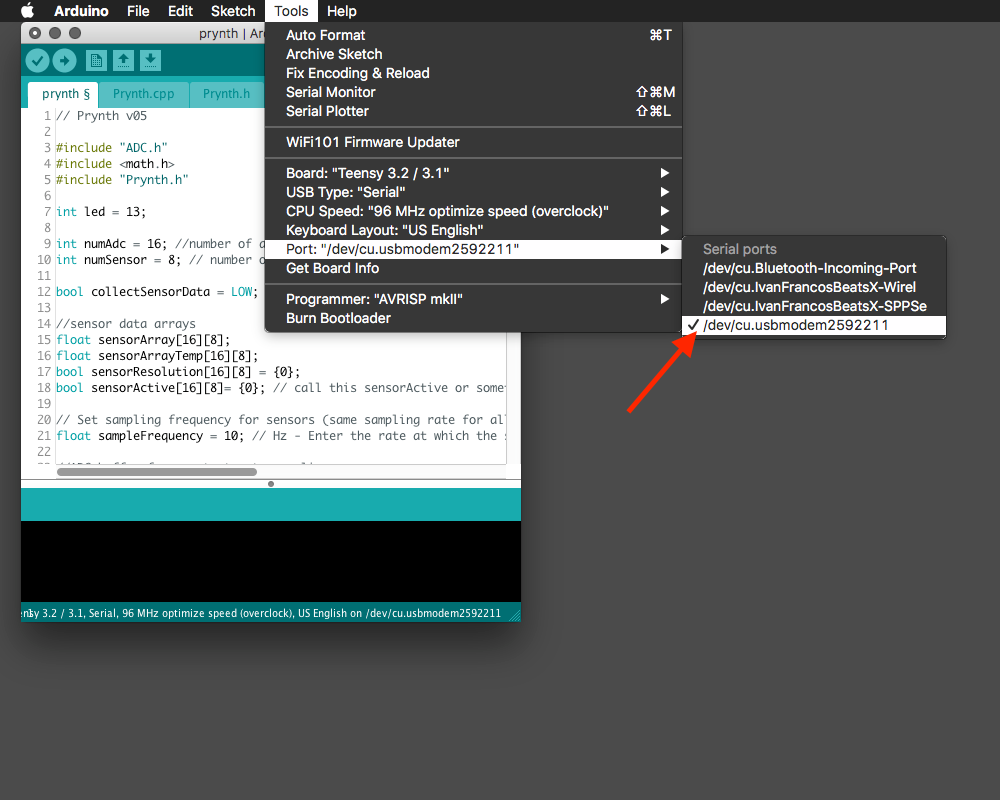 Arduino File Edit Sketch Tools Help
prynth | Ar
prynth § Prynth.cpp Prynth.h
1 // Prynth v05
2
3 #include "ADC.h"
4 #include <math.h>
5 #include "Prynth.h"
6
7 int led = 13;
8
9 int numAdc = 16; //number of
10 int numSensor = 8; // number
11
12 bool collectSensorData = LOW;
13
14 //sensor data arrays
15 float sensorArray[16][8];
16 float sensorArrayTemp[16][8];
17 bool sensorResolution[16][8] = {0};
18 bool sensorActive[16][8]= {0}; // call this sensorActive or some
19
20 // Set sampling frequency for sensors (same sampling rate for al
21 float sampleFrequency = 10; // Hz - Enter the rate at which the
22
Auto Format ⌘T
Archive Sketch
Fix Encoding & Reload
Serial Monitor ⇧⌘M
Serial Plotter ⇧⌘L
WiFi101 Firmware Updater
Board: "Teensy 3.2 / 3.1"
USB Type: "Serial"
CPU Speed: "96 MHz optimize speed (overclock)"
Keyboard Layout: "US English"
Port: "/dev/cu.usbmodem2592211"
Get Board Info
Programmer: "AVRISP mkII"
Burn Bootloader
Serial ports
/dev/cu.Bluetooth-Incoming-Port
/dev/cu.IvanFrancosBeatsX-Wirel
/dev/cu.IvanFrancosBeatsX-SPPSe
✓ /dev/cu.usbmodem2592211
3.2 / 3.1, Serial, 96 MHz optimize speed (overclock), US English on /dev/cu.usbmodem2592211